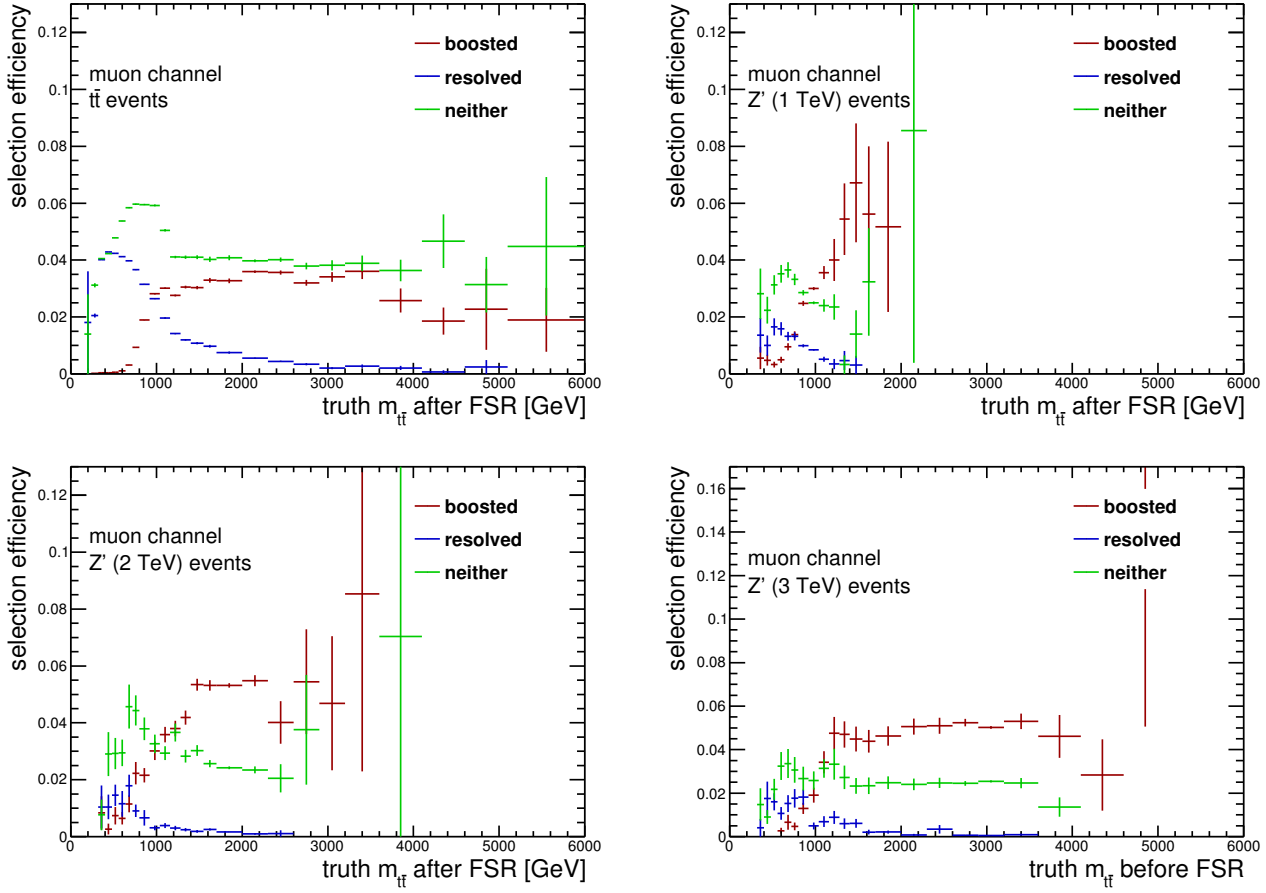 selection efficiency
0.12
0.1
0.08
0.06
0.04
0.02
0
muon channel
tt̄ events
boosted
resolved
neither
0 1000 2000 3000 4000 5000 6000
truth m_tt̄ after FSR [GeV]
selection efficiency
0.12
0.1
0.08
0.06
0.04
0.02
0
muon channel
Z' (1 TeV) events
boosted
resolved
neither
0 1000 2000 3000 4000 5000 6000
truth m_tt̄ after FSR [GeV]
selection efficiency
0.12
0.1
0.08
0.06
0.04
0.02
0
muon channel
Z' (2 TeV) events
boosted
resolved
neither
0 1000 2000 3000 4000 5000 6000
truth m_tt̄ after FSR [GeV]
selection efficiency
0.16
0.14
0.12
0.1
0.08
0.06
0.04
0.02
0
muon channel
Z' (3 TeV) events
boosted
resolved
neither
0 1000 2000 3000 4000 5000 6000
truth m_tt̄ before FSR